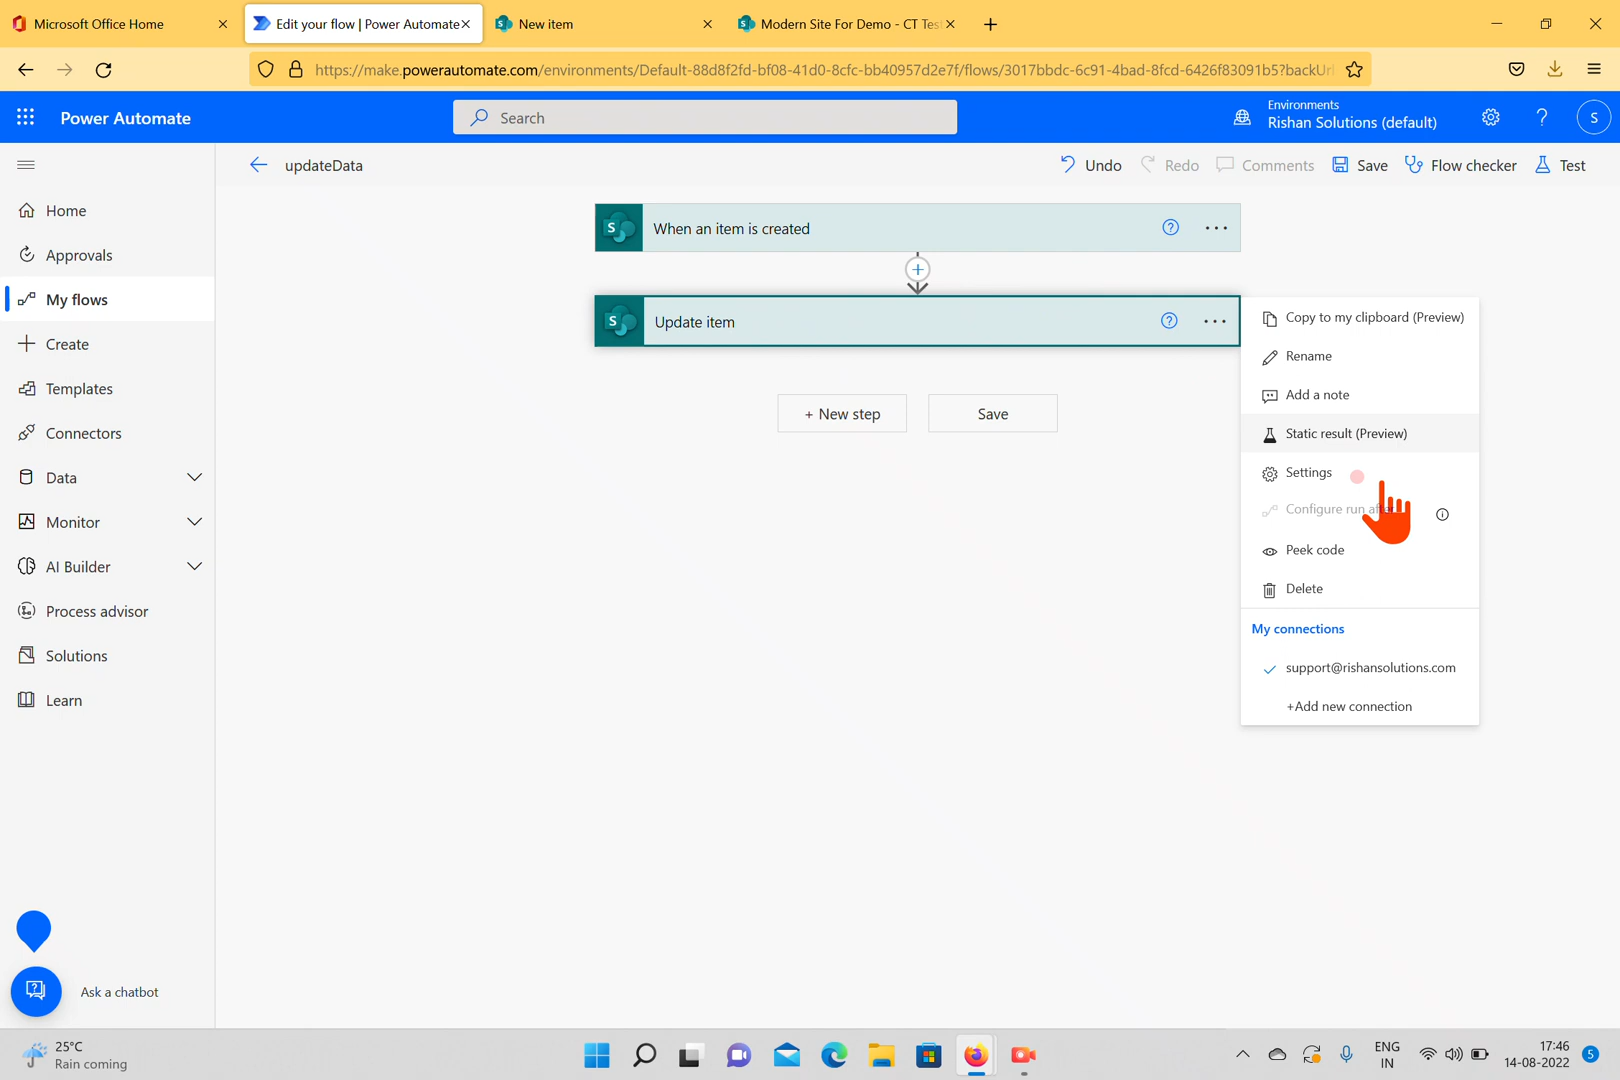 Microsoft Office Home
Edit your flow | Power Automate
New item
Modern Site For Demo - CT Tes
https://make.powerautomate.com/environments/Default-88d8f2fd-bf08-41d0-8cfc-bb40957d2e7f/flows/3017bbdc-6c91-4bad-8fcd-6426f83091b5?backUrl
Power Automate
Search
Environments
Rishan Solutions (default)
S
updateData
Undo
Redo
Comments
Save
Flow checker
Test
Home
Approvals
My flows
Create
Templates
Connectors
Data
Monitor
AI Builder
Process advisor
Solutions
Learn
Ask a chatbot
When an item is created
Update item
+ New step
Save
Copy to my clipboard (Preview)
Rename
Add a note
Static result (Preview)
Settings
Configure run after
Peek code
Delete
My connections
support@rishansolutions.com
+Add new connection
25°C
Rain coming
ENG
IN
17:46
14-08-2022
5